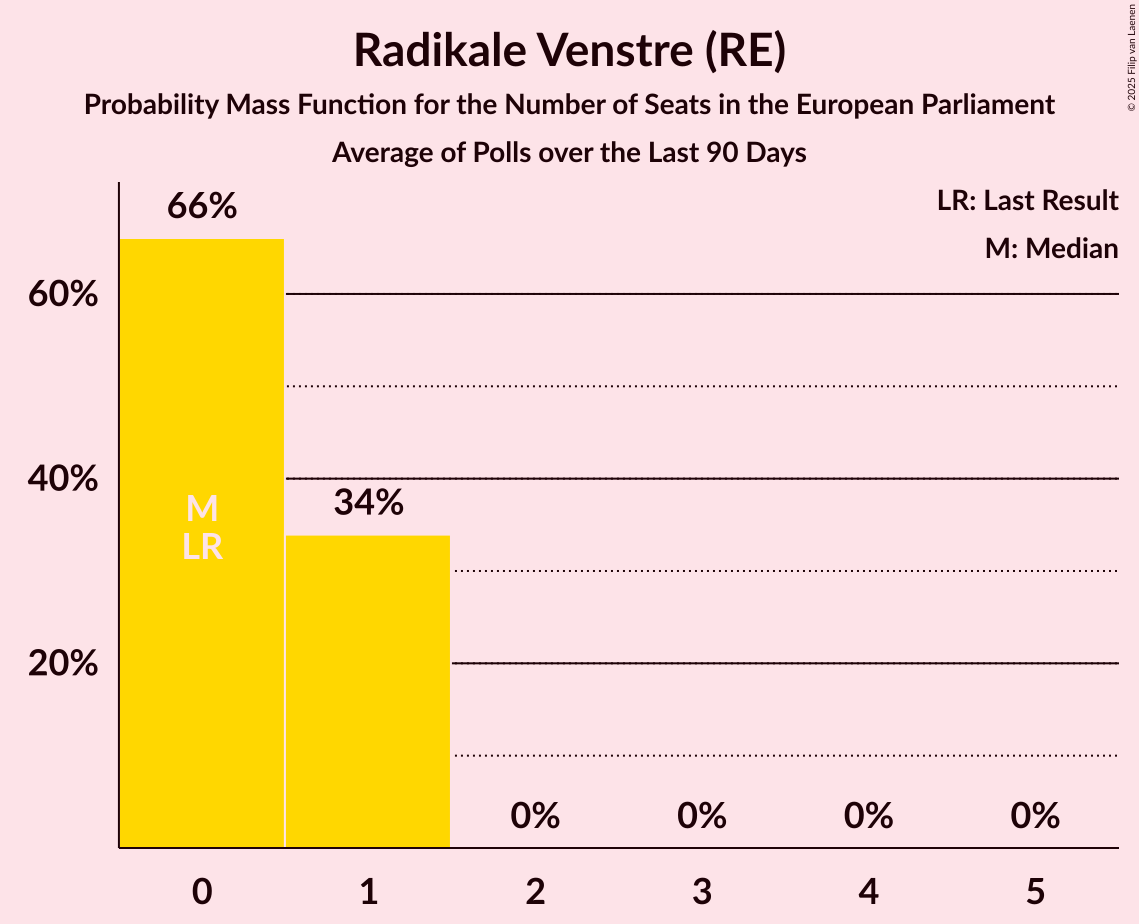 Radikale Venstre (RE)
Probability Mass Function for the Number of Seats in the European Parliament
Average of Polls over the Last 90 Days
© 2025 Filip van Laenen
LR: Last Result
M: Median
66%
60%
40%
34%
M
LR
20%
0% 0% 0% 0%
0 1 2 3 4 5